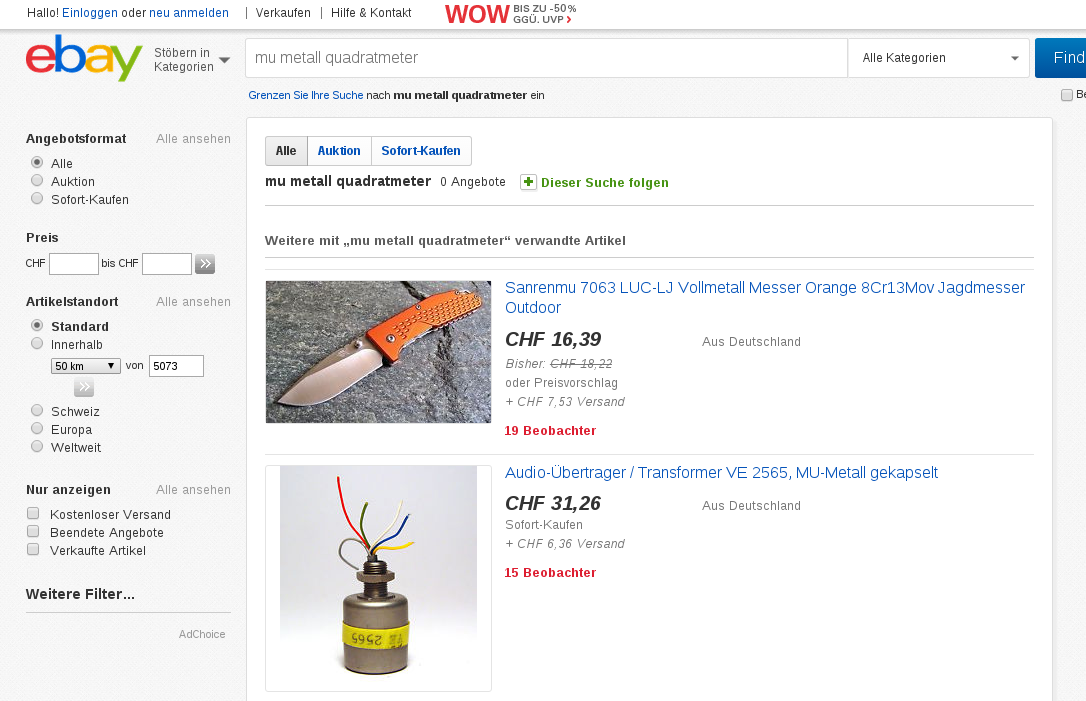 Hallo! Einloggen oder neu anmelden | Verkaufen | Hilfe & Kontakt
WOW BIS ZU -50%
GGÜ. UVP
ebay
Stöbern in
Kategorien
mu metall quadratmeter
Alle Kategorien
Find
Grenzen Sie Ihre Suche nach mu metall quadratmeter ein
Be
Angebotsformat Alle ansehen
Alle
Auktion
Sofort-Kaufen
Preis
CHF bis CHF
Artikelstandort Alle ansehen
Standard
Innerhalb
50 km von 5073
Schweiz
Europa
Weltweit
Nur anzeigen Alle ansehen
Kostenloser Versand
Beendete Angebote
Verkaufte Artikel
Weitere Filter...
AdChoice
Alle Auktion Sofort-Kaufen
mu metall quadratmeter 0 Angebote Dieser Suche folgen
Weitere mit „mu metall quadratmeter“ verwandte Artikel
Sanrenmu 7063 LUC-LJ Vollmetall Messer Orange 8Cr13Mov Jagdmesser
Outdoor
CHF 16,39 Aus Deutschland
Bisher: CHF 18,22
oder Preisvorschlag
+ CHF 7,53 Versand
19 Beobachter
Audio-Übertrager / Transformer VE 2565, MU-Metall gekapselt
CHF 31,26 Aus Deutschland
Sofort-Kaufen
+ CHF 6,36 Versand
15 Beobachter
VE 2565